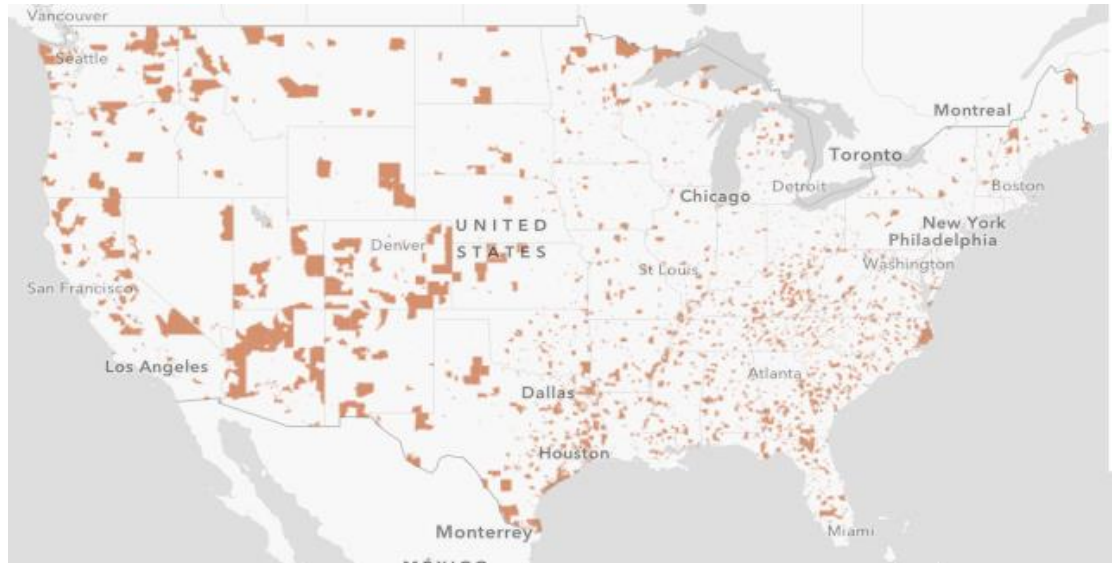 Vancouver
Seattle
Montreal
Toronto
Boston
Detroit
Chicago
New York
UNITED
Denver
Philadelphia
STATES
St Louis
Washington
San Francisco
Los Angeles
Atlanta
Dallas
Houston
Monterrey
Miami
MÉXICO